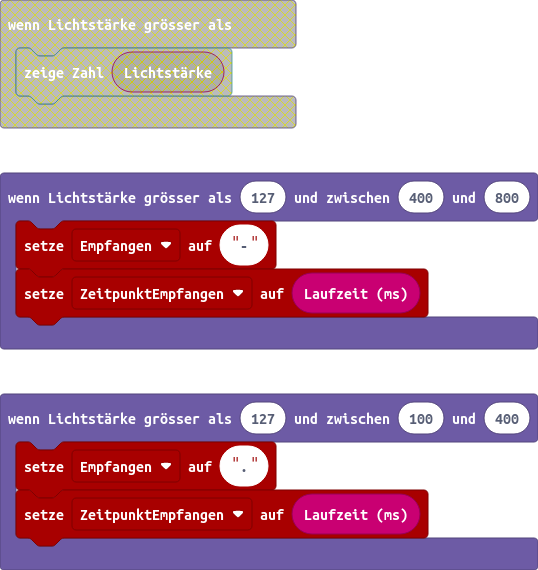 wenn Lichtstärke grösser als
zeige Zahl Lichtstärke
wenn Lichtstärke grösser als 127 und zwischen 400 und 800
setze Empfangen auf "-"
setze ZeitpunktEmpfangen auf Laufzeit (ms)
wenn Lichtstärke grösser als 127 und zwischen 100 und 400
setze Empfangen auf "."
setze ZeitpunktEmpfangen auf Laufzeit (ms)